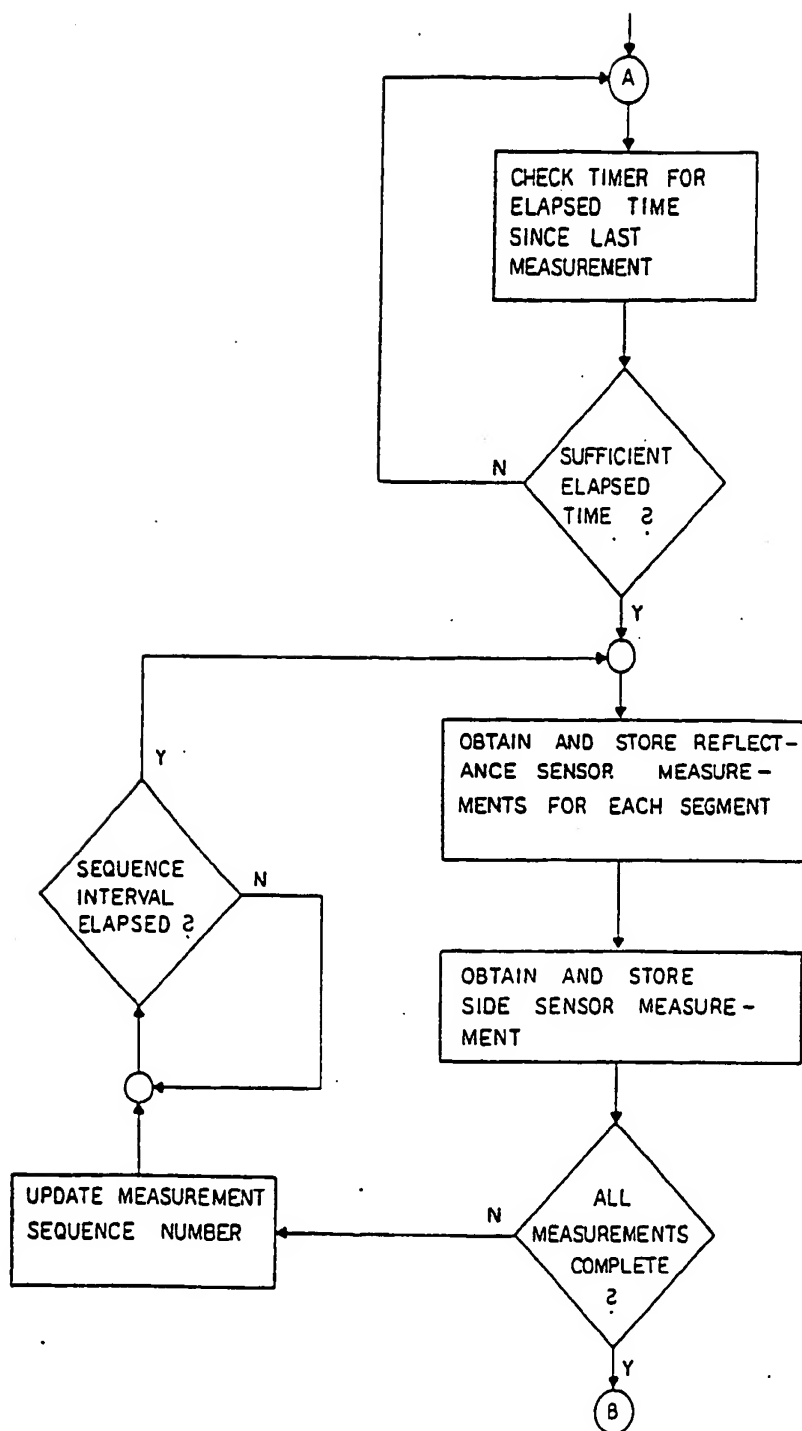 A
CHECK TIMER FOR
ELAPSED TIME
SINCE LAST
MEASUREMENT
SUFFICIENT
ELAPSED
TIME ?
N
Y
OBTAIN AND STORE REFLECT-
ANCE SENSOR MEASURE-
MENTS FOR EACH SEGMENT
OBTAIN AND STORE
SIDE SENSOR MEASURE-
MENT
ALL
MEASUREMENTS
COMPLETE
?
N
Y
B
UPDATE MEASUREMENT
SEQUENCE NUMBER
SEQUENCE
INTERVAL
ELAPSED ?
N
Y